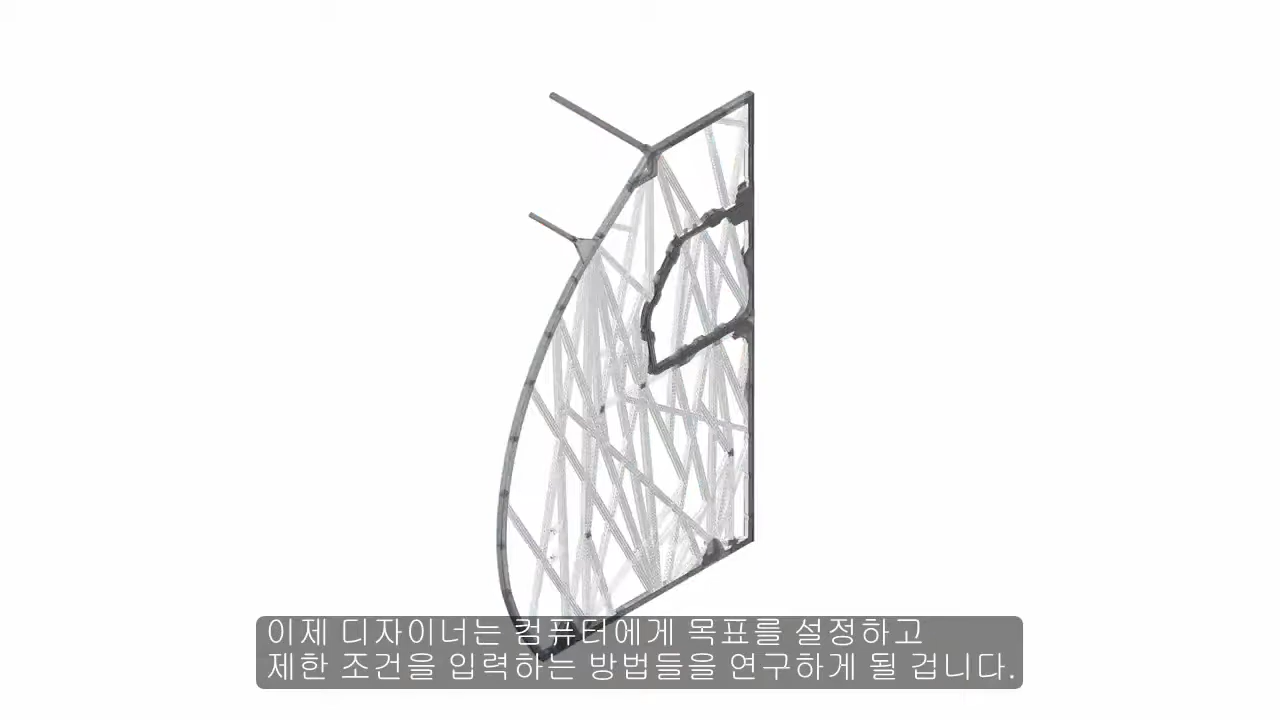 이제 디자이너는 컴퓨터에게 목표를 설정하고
제한 조건을 입력하는 방법들을 연구하게 될 겁니다.